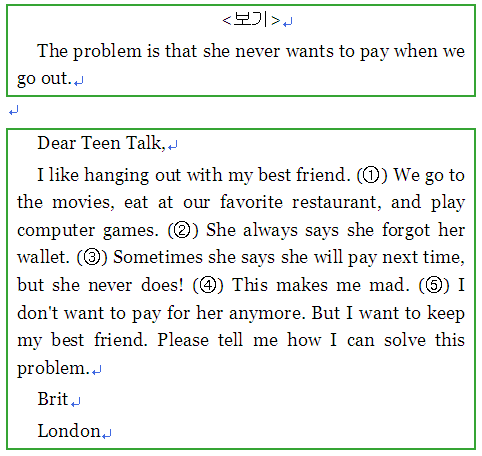 <보기>
The problem is that she never wants to pay when we
go out.
Dear Teen Talk,
I like hanging out with my best friend. (①) We go to
the movies, eat at our favorite restaurant, and play
computer games. (②) She always says she forgot her
wallet. (③) Sometimes she says she will pay next time,
but she never does! (④) This makes me mad. (⑤) I
don't want to pay for her anymore. But I want to keep
my best friend. Please tell me how I can solve this
problem.
Brit
London